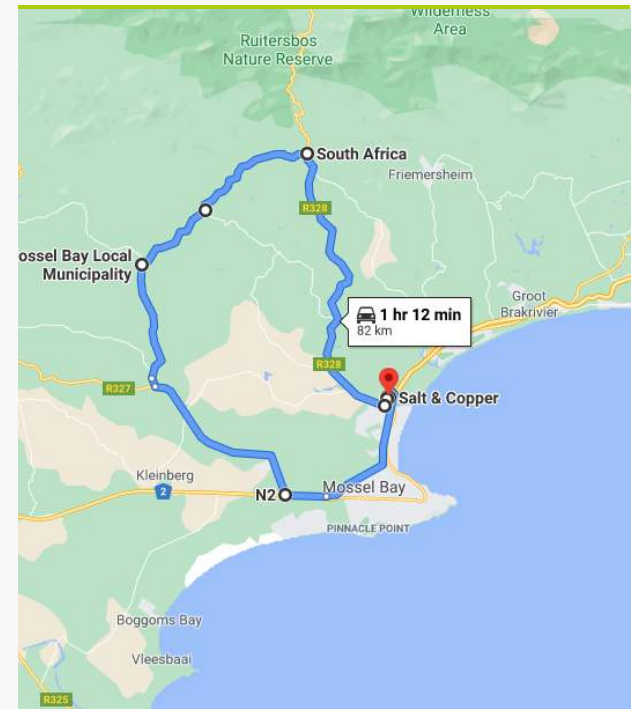 Wilderness
Area
Ruitersbos
Nature Reserve
South Africa
Friemersheim
R328
ossel Bay Local
Municipality
Groot
Brakrivier
1 hr 12 min
82 km
R328
R327
Salt & Copper
Kleinberg
2
N2
Mossel Bay
PINNACLE POINT
Boggoms Bay
Vleesbaai
R325